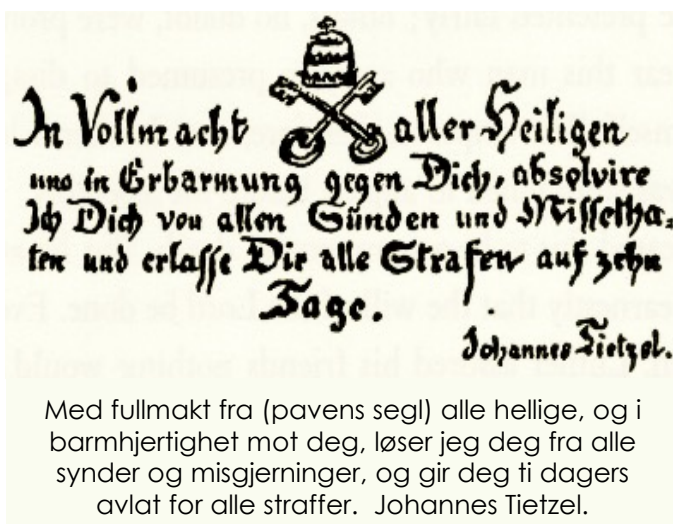 In Vollmacht aller Heiligen
und in Erbarmung gegen Dich, absolvire
Ich Dich von allen Sünden und Missetha-
ten und erlasse Dir alle Strafen auf zehn
Tage.
Johannes Tietzel.
Med fullmakt fra (pavens segl) alle hellige, og i
barmhjertighet mot deg, løser jeg deg fra alle
synder og misgjerninger, og gir deg ti dagers
avlat for alle straffer. Johannes Tietzel.